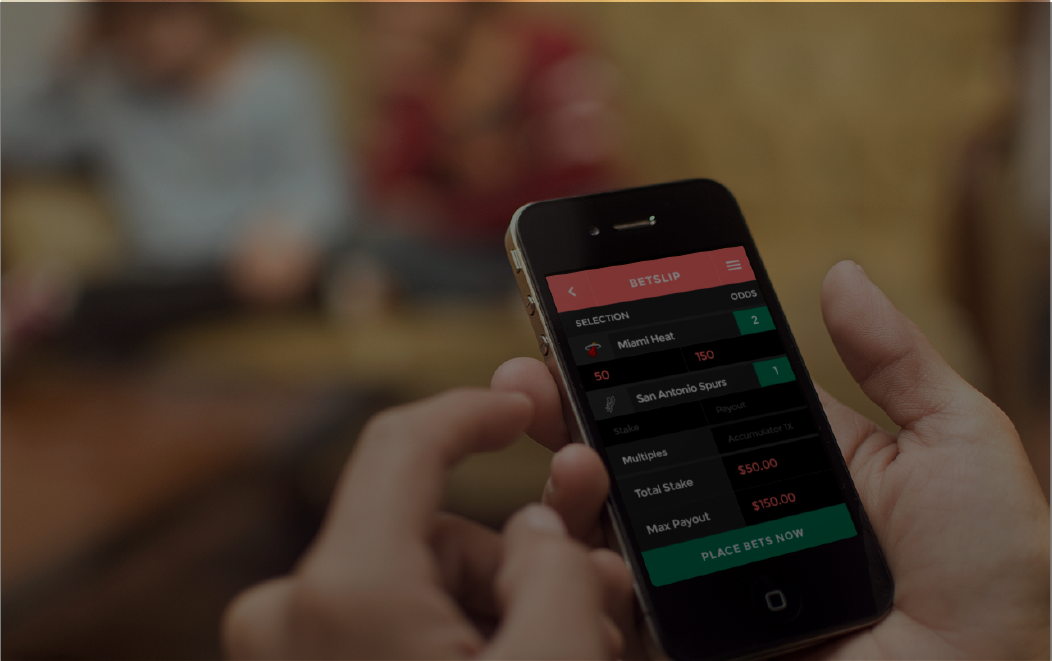 BETSLIP
SELECTION ODDS
Miami Heat 2
50 150
San Antonio Spurs 1
Stake Payout
Multiples Accumulator 1X
Total Stake $50.00
Max Payout $150.00
PLACE BETS NOW